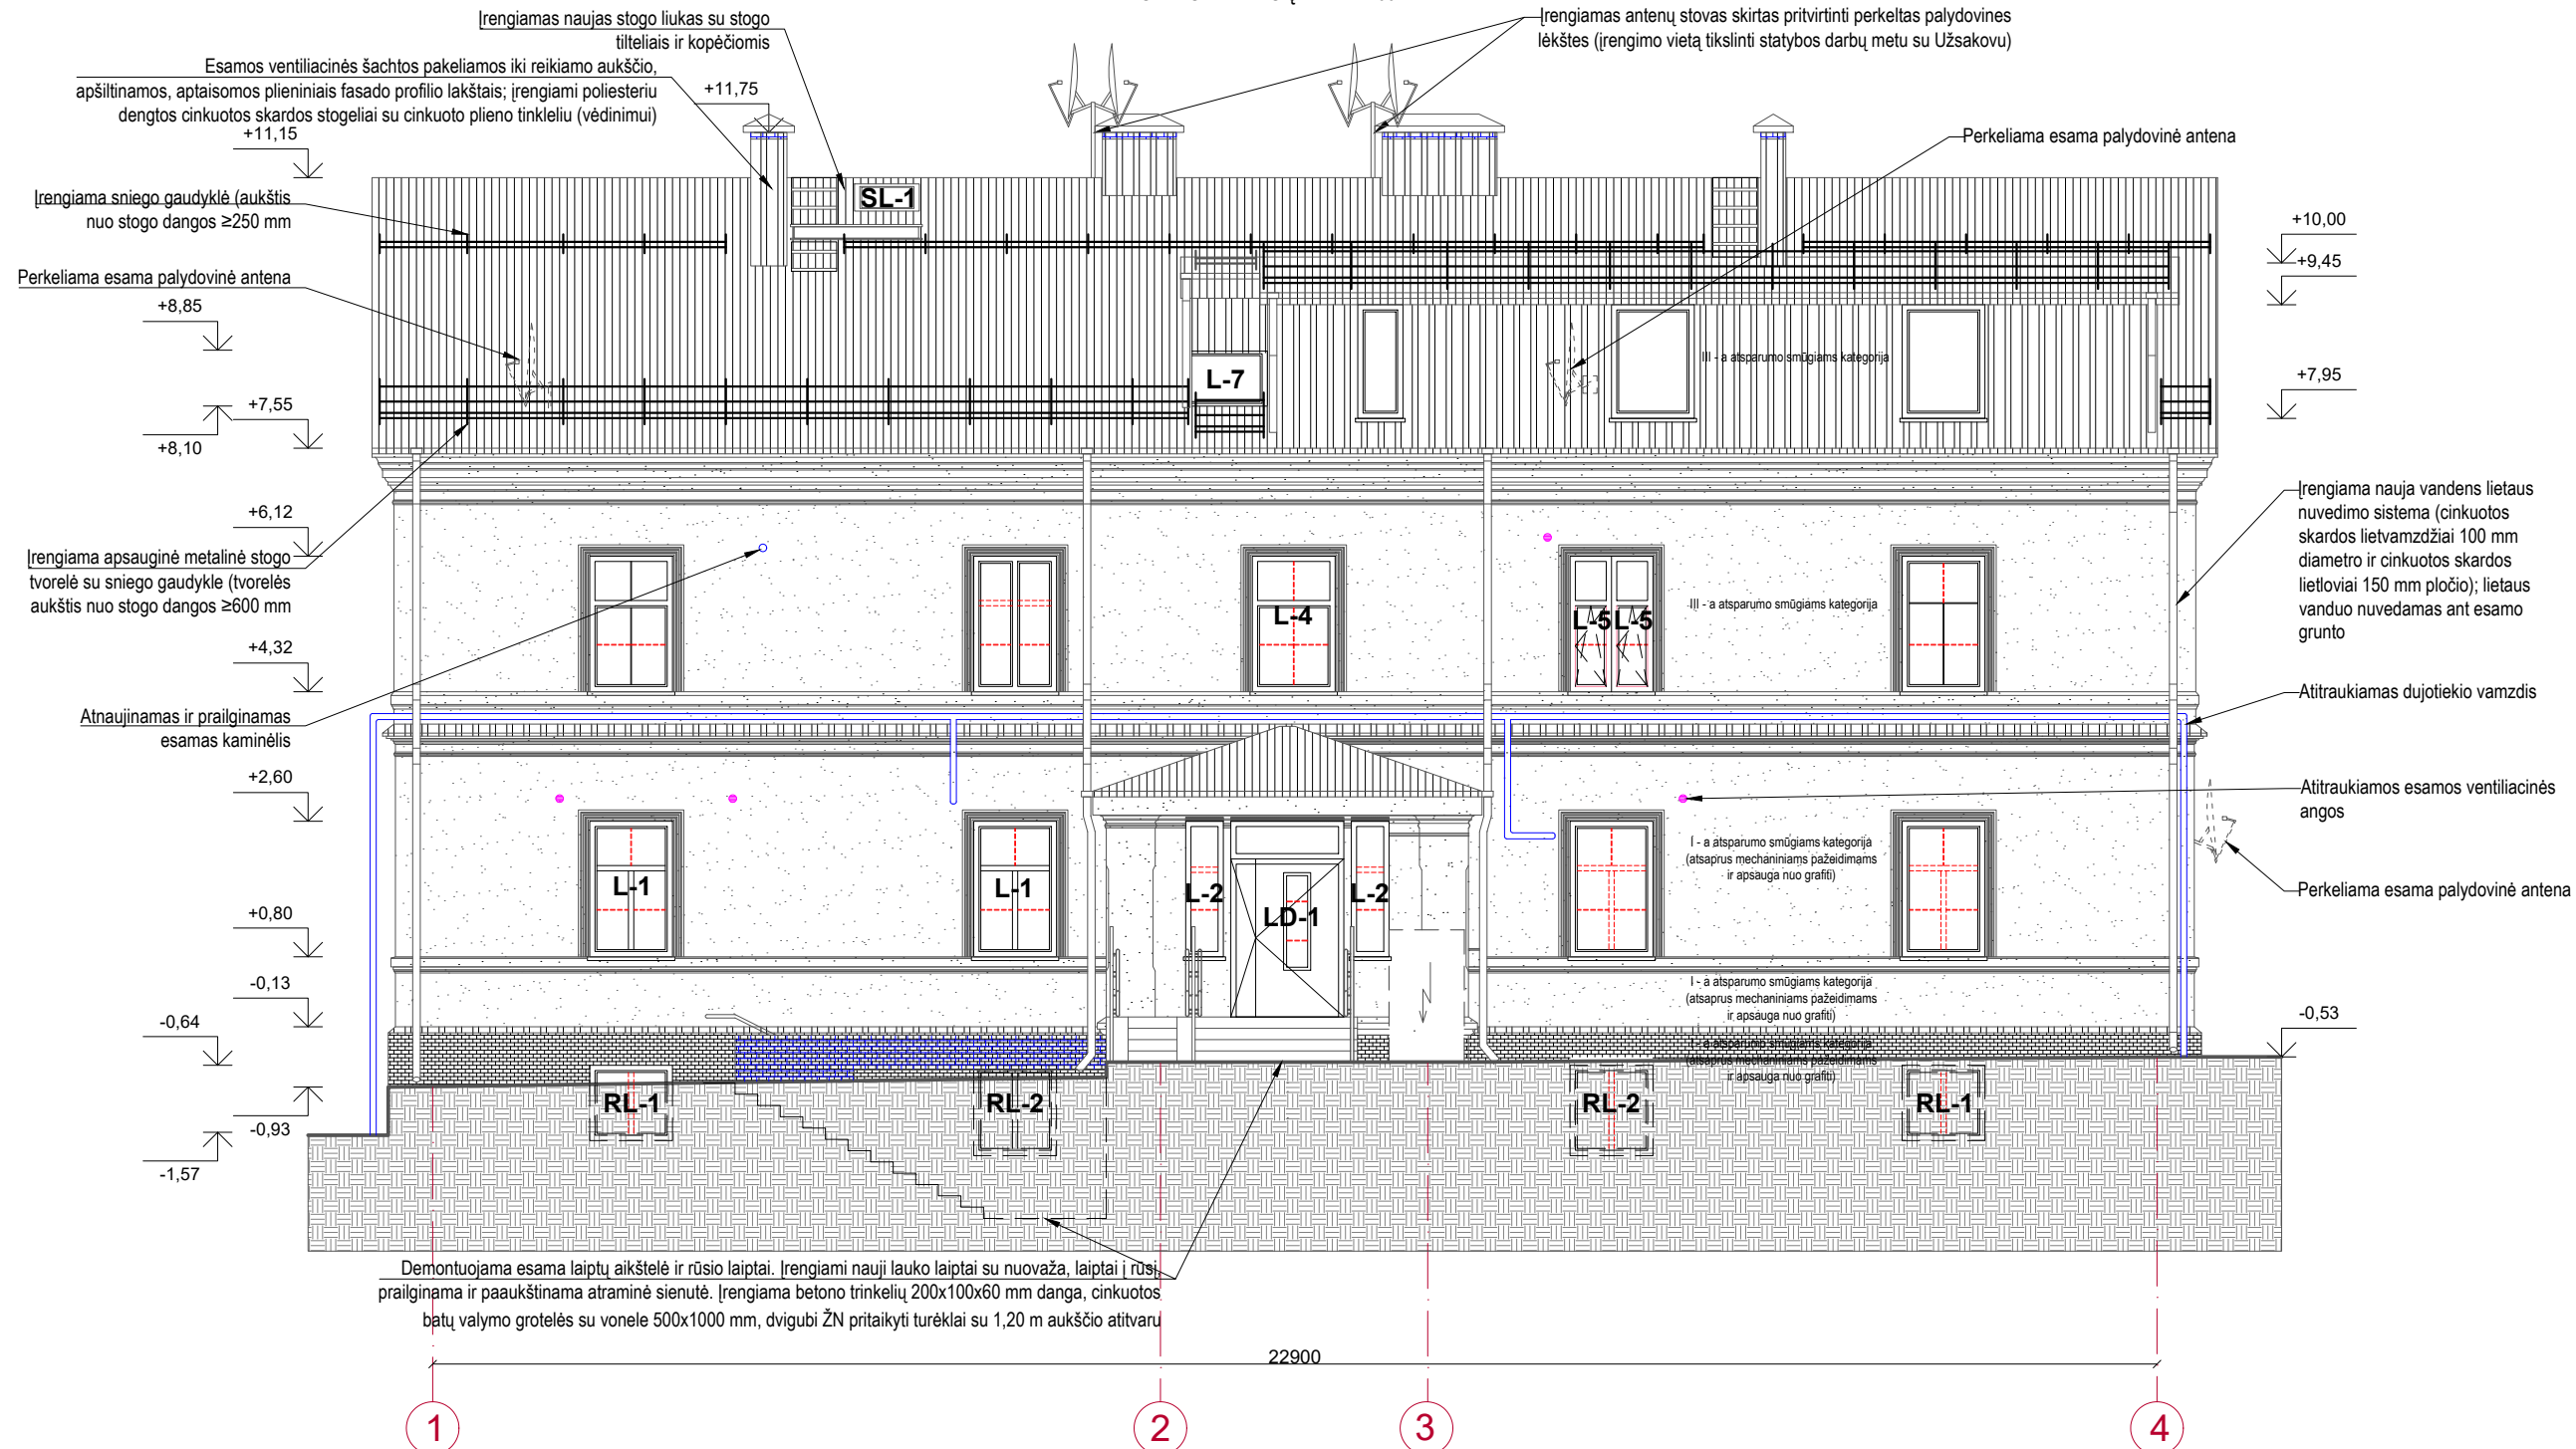 Įrengiamas naujas stogo liukas su stogo
tilteliais ir kopėčiomis
Įrengiamas antenų stovas skirtas pritvirtinti perkeltas palydovines
lėkštes (įrengimo vietą tikslinti statybos darbų metu su Užsakovu)
Esamos ventiliacinės šachtos pakeliamos iki reikiamo aukščio,
apšiltinamos, aptaisomos plieniniais fasado profilio lakštais; įrengiami poliesteriu
dengtos cinkuotos skardos stogeliai su cinkuoto plieno tinkleliu (vėdinimui)
+11,75
+11,15
Perkeliama esama palydovinė antena
Įrengiama sniego gaudyklė (aukštis
nuo stogo dangos ≥250 mm
SL-1
+10,00
+9,45
Perkeliama esama palydovinė antena
+8,85
III - a atsparumo smūgiams kategorija
L-7
+7,95
+7,55
+8,10
Įrengiama nauja vandens lietaus
nuvedimo sistema (cinkuotos
skardos lietvamzdžiai 100 mm
diametro ir cinkuotos skardos
lietloviai 150 mm pločio); lietaus
vanduo nuvedamas ant esamo
grunto
+6,12
Įrengiama apsauginė metalinė stogo
tvorelė su sniego gaudykle (tvorelės
aukštis nuo stogo dangos ≥600 mm
L-4
L-5
L-5
III - a atsparumo smūgiams kategorija
+4,32
Atitraukiamas dujotiekio vamzdis
Atnaujinamas ir prailginamas
esamas kaminėlis
+2,60
Atitraukiamos esamos ventiliacinės
angos
I - a atsparumo smūgiams kategorija
(atsaprus mechaniniams pažeidimams
ir apsauga nuo grafiti)
L-1
L-1
L-2
LD-1
L-2
Perkeliama esama palydovinė antena
+0,80
-0,13
I - a atsparumo smūgiams kategorija
(atsaprus mechaniniams pažeidimams
ir apsauga nuo grafiti)
-0,64
-0,53
I - a atsparumo smūgiams kategorija
(atsaprus mechaniniams pažeidimams
ir apsauga nuo grafiti)
RL-1
RL-2
RL-2
RL-1
-0,93
-1,57
Demontuojama esama laiptų aikštelė ir rūsio laiptai. Įrengiami nauji lauko laiptai su nuovaža, laiptai į rūsį
prailginama ir paaukštinama atraminė sienutė. Įrengiama betono trinkelių 200x100x60 mm danga, cinkuotos
batų valymo grotelės su vonele 500x1000 mm, dvigubi ŽN pritaikyti turėklai su 1,20 m aukščio atitvaru
22900
1
2
3
4